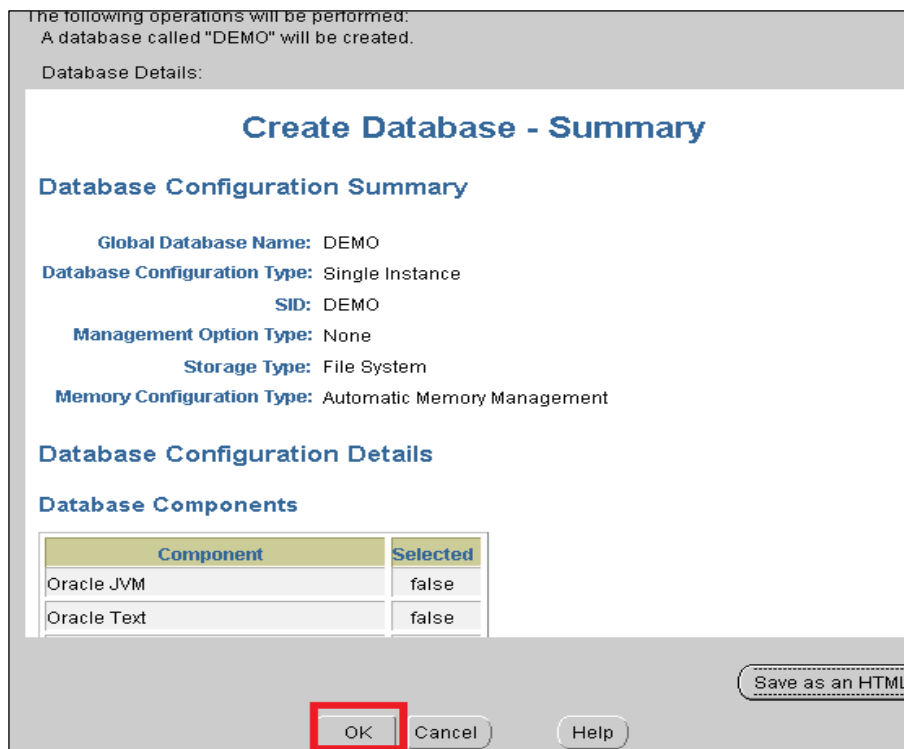 The following operations will be performed:
A database called "DEMO" will be created.
Database Details:
Create Database - Summary
Database Configuration Summary
Global Database Name: DEMO
Database Configuration Type: Single Instance
SID: DEMO
Management Option Type: None
Storage Type: File System
Memory Configuration Type: Automatic Memory Management
Database Configuration Details
Database Components
Component Selected
Oracle JVM false
Oracle Text false
Save as an HTML
OK Cancel Help